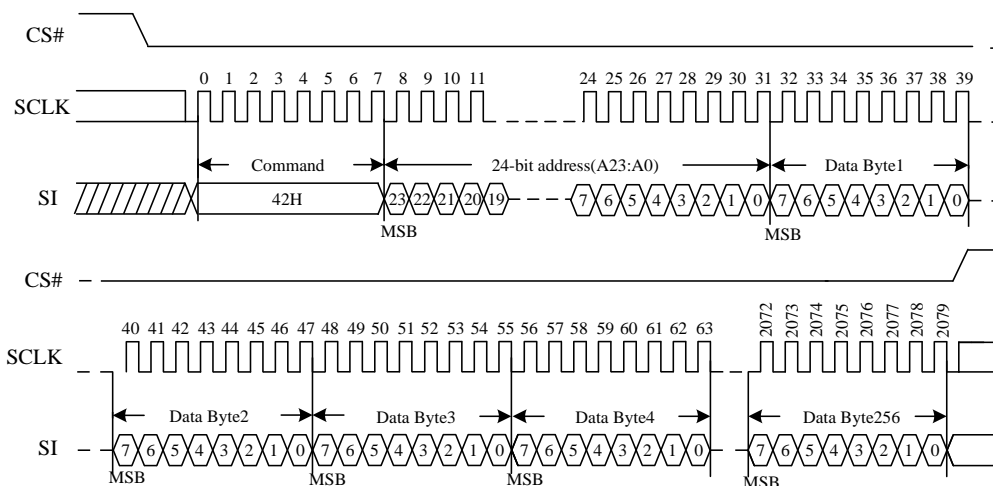 CS#
0 1 2 3 4 5 6 7 8 9 10 11 24 25 26 27 28 29 30 31 32 33 34 35 36 37 38 39
SCLK
Command 24-bit address(A23:A0) Data Byte1
SI 42H 23 22 21 20 19 7 6 5 4 3 2 1 0 7 6 5 4 3 2 1 0
MSB MSB
CS#
40 41 42 43 44 45 46 47 48 49 50 51 52 53 54 55 56 57 58 59 60 61 62 63 2072 2073 2074 2075 2076 2077 2078 2079
SCLK
Data Byte2 Data Byte3 Data Byte4 Data Byte256
SI 7 6 5 4 3 2 1 0 7 6 5 4 3 2 1 0 7 6 5 4 3 2 1 0 7 6 5 4 3 2 1 0
MSB MSB MSB MSB